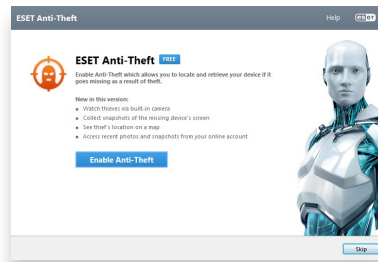 ESET Anti-Theft
Help
eset
ESET Anti-Theft FREE
Enable Anti-Theft which allows you to locate and retrieve your device if it
goes missing as a result of theft.
New in this version:
Watch thieves via built-in camera
Collect snapshots of the missing device's screen
See thief's location on a map
Access recent photos and snapshots from your online account
Enable Anti-Theft
Skip